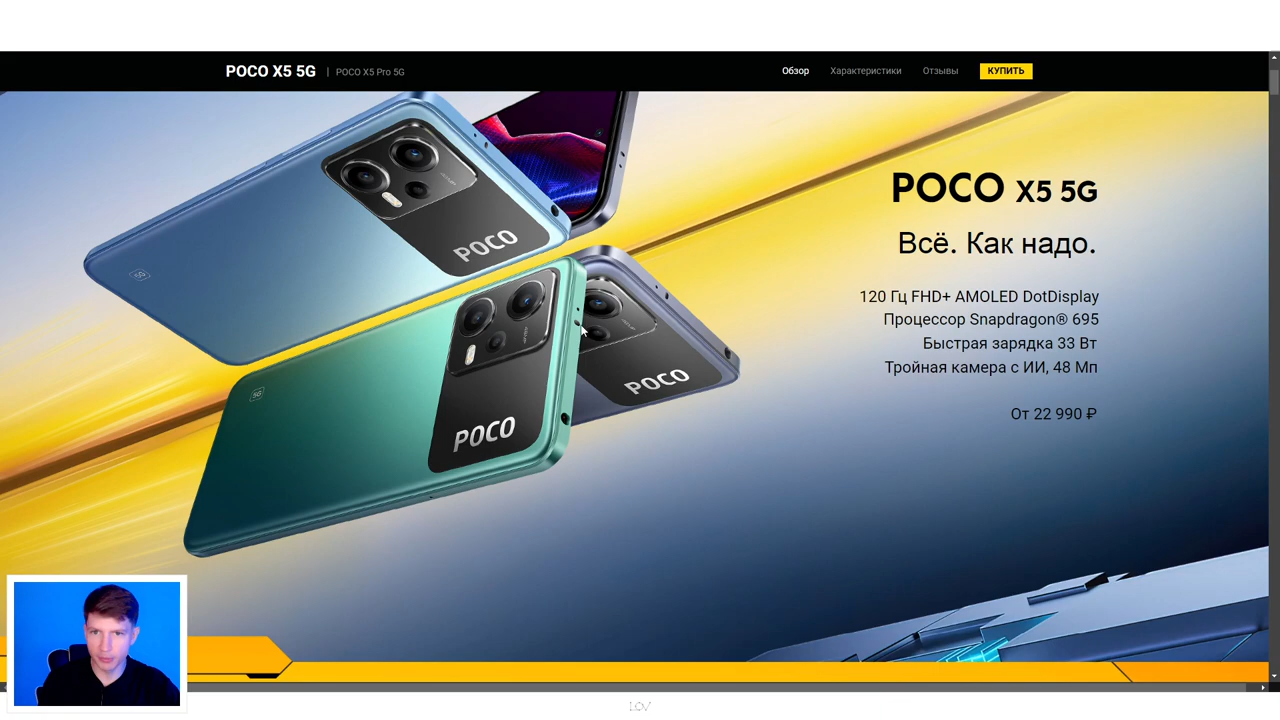 POCO X5 5G | POCO X5 Pro 5G
Обзор Характеристики Отзывы КУПИТЬ
POCO X5 5G
Всё. Как надо.
120 Гц FHD+ AMOLED DotDisplay
Процессор Snapdragon® 695
Быстрая зарядка 33 Вт
Тройная камера с ИИ, 48 Мп
От 22 990 ₽
POCO
5G
POCO
5G
POCO